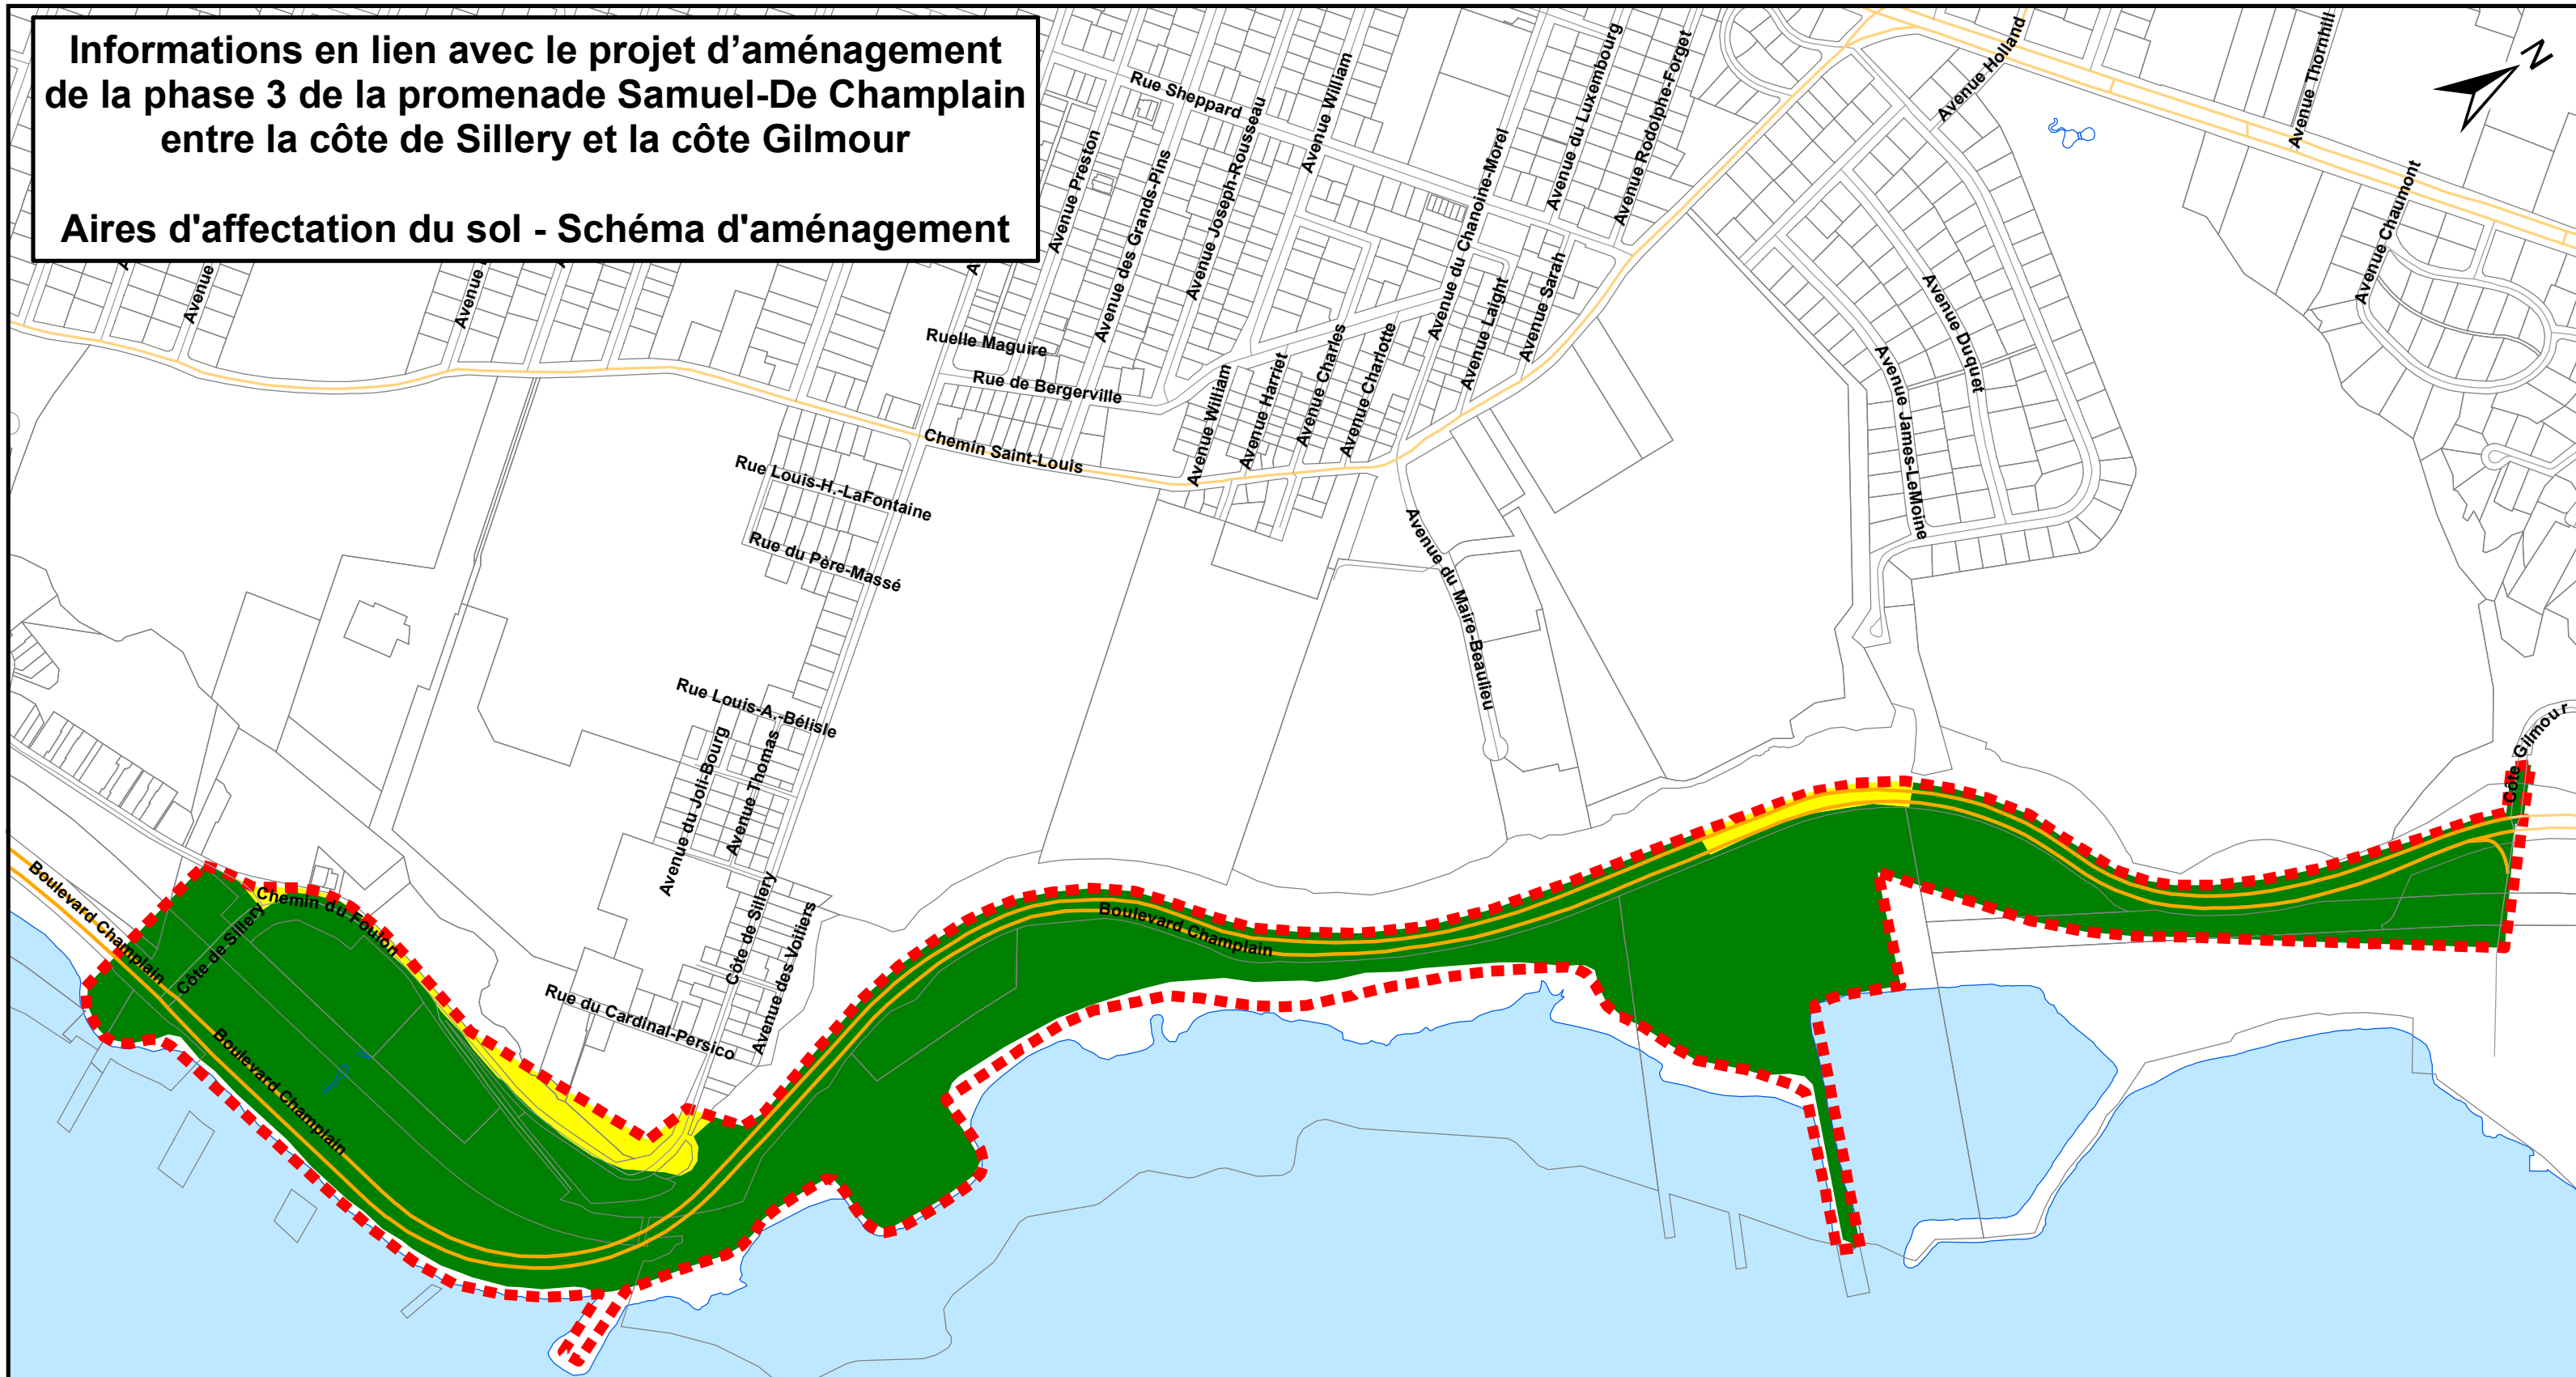 Informations en lien avec le projet d'aménagement
de la phase 3 de la promenade Samuel-De Champlain
entre la côte de Sillery et la côte Gilmour
Aires d'affectation du sol - Schéma d'aménagement
N
Rue Sheppard
Avenue Preston
Avenue des Grands-Pins
Avenue Joseph-Rousseau
Avenue William
Avenue du Chanoine-Morel
Avenue du Luxembourg
Avenue Rodolphe-Forget
Avenue Holland
Avenue Thornhill
Avenue Chaumont
Avenue
Avenue
Ruelle Maguire
Rue de Bergerville
Avenue William
Avenue Harriet
Avenue Charles
Avenue Charlotte
Avenue Laight
Avenue Sarah
Avenue Duquet
Avenue James-LeMoine
Chemin Saint-Louis
Rue Louis-H.-LaFontaine
Rue du Père-Massé
Avenue du Maire-Beaulieu
Rue Louis-A.-Bélisle
Avenue du Joli-Bourg
Avenue Thomas
Côte Gilmour
Boulevard Champlain
Chemin du Foulon
Côte de Sillery
Côte de Sillery
Avenue des Voiliers
Boulevard Champlain
Rue du Cardinal-Persico
Boulevard Champlain